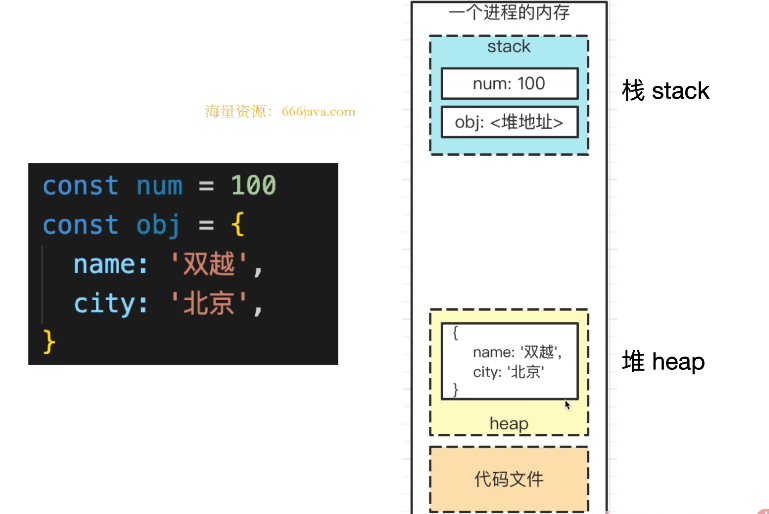 一个进程的内存
stack
num: 100
obj: <堆地址>
栈 stack
海量资源：666java.com
const num = 100
const obj = {
name: '双越',
city: '北京',
}
{
name: '双越',
city: '北京'
}
heap
堆 heap
代码文件